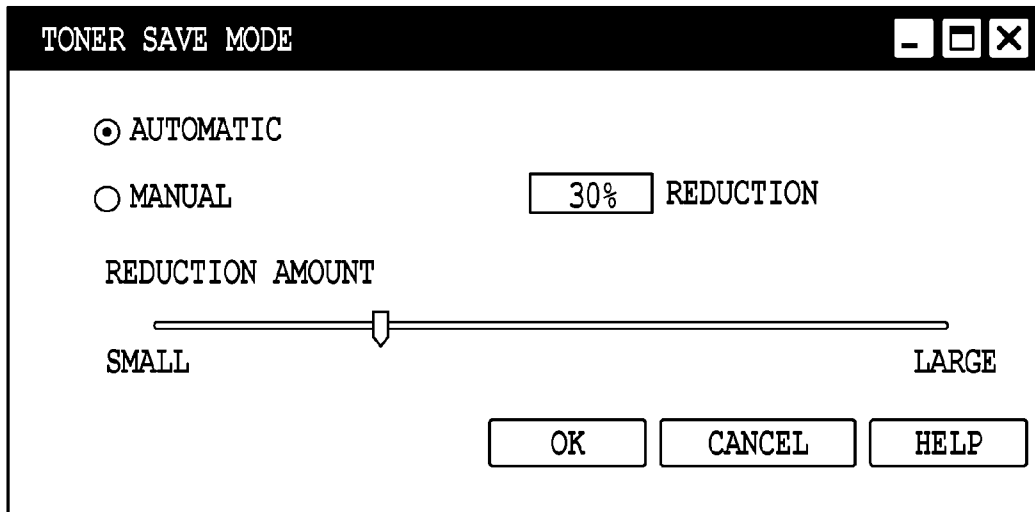 TONER SAVE MODE
AUTOMATIC
MANUAL
30% REDUCTION
REDUCTION AMOUNT
SMALL LARGE
OK CANCEL HELP